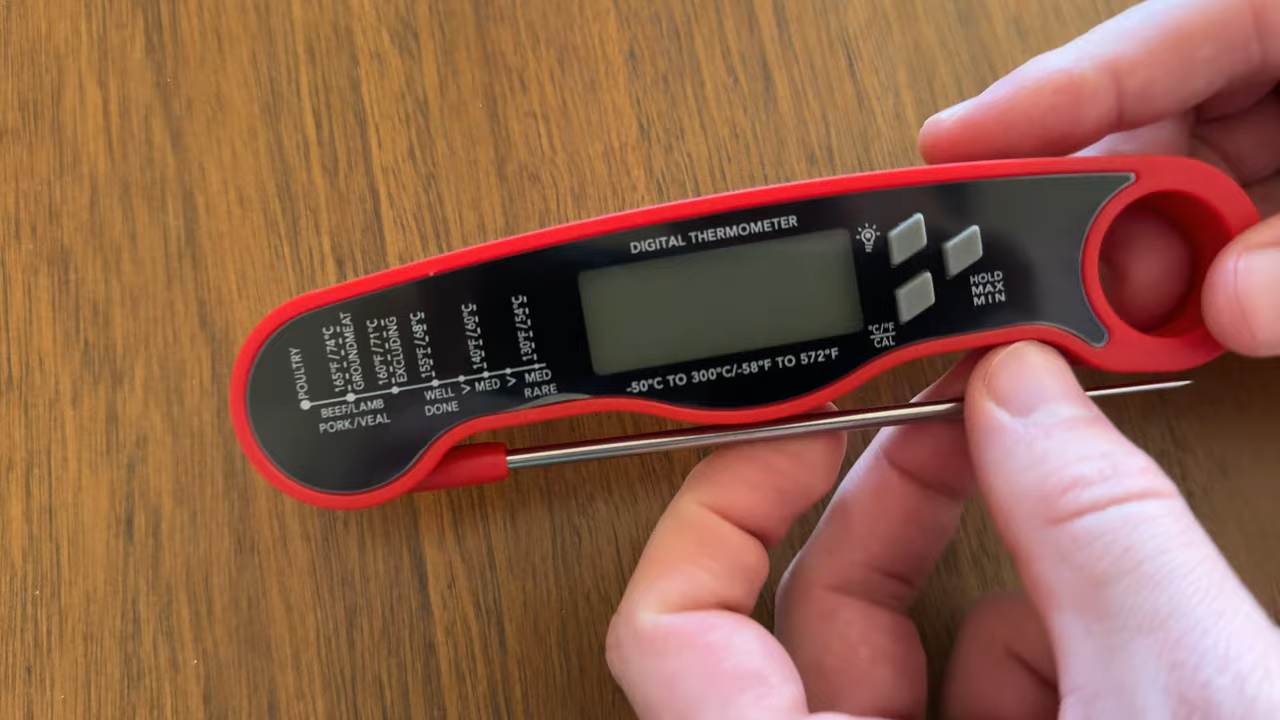 DIGITAL THERMOMETER
-50°C TO 300°C/-58°F TO 572°F
POULTRY
165°F/74°C
GROUNDMEAT
160°F/71°C
EXCLUDING
155°F/68°C
140°F/60°C
130°F/54°C
BEEF/LAMB
PORK/VEAL
WELL
DONE
>
MED
>
MED
RARE
°C/°F
CAL
HOLD
MAX
MIN